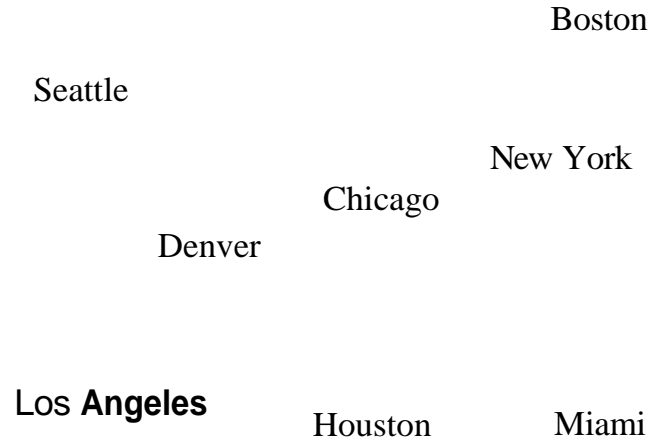 Boston
Seattle
New York
Chicago
Denver
Los Angeles
Houston
Miami